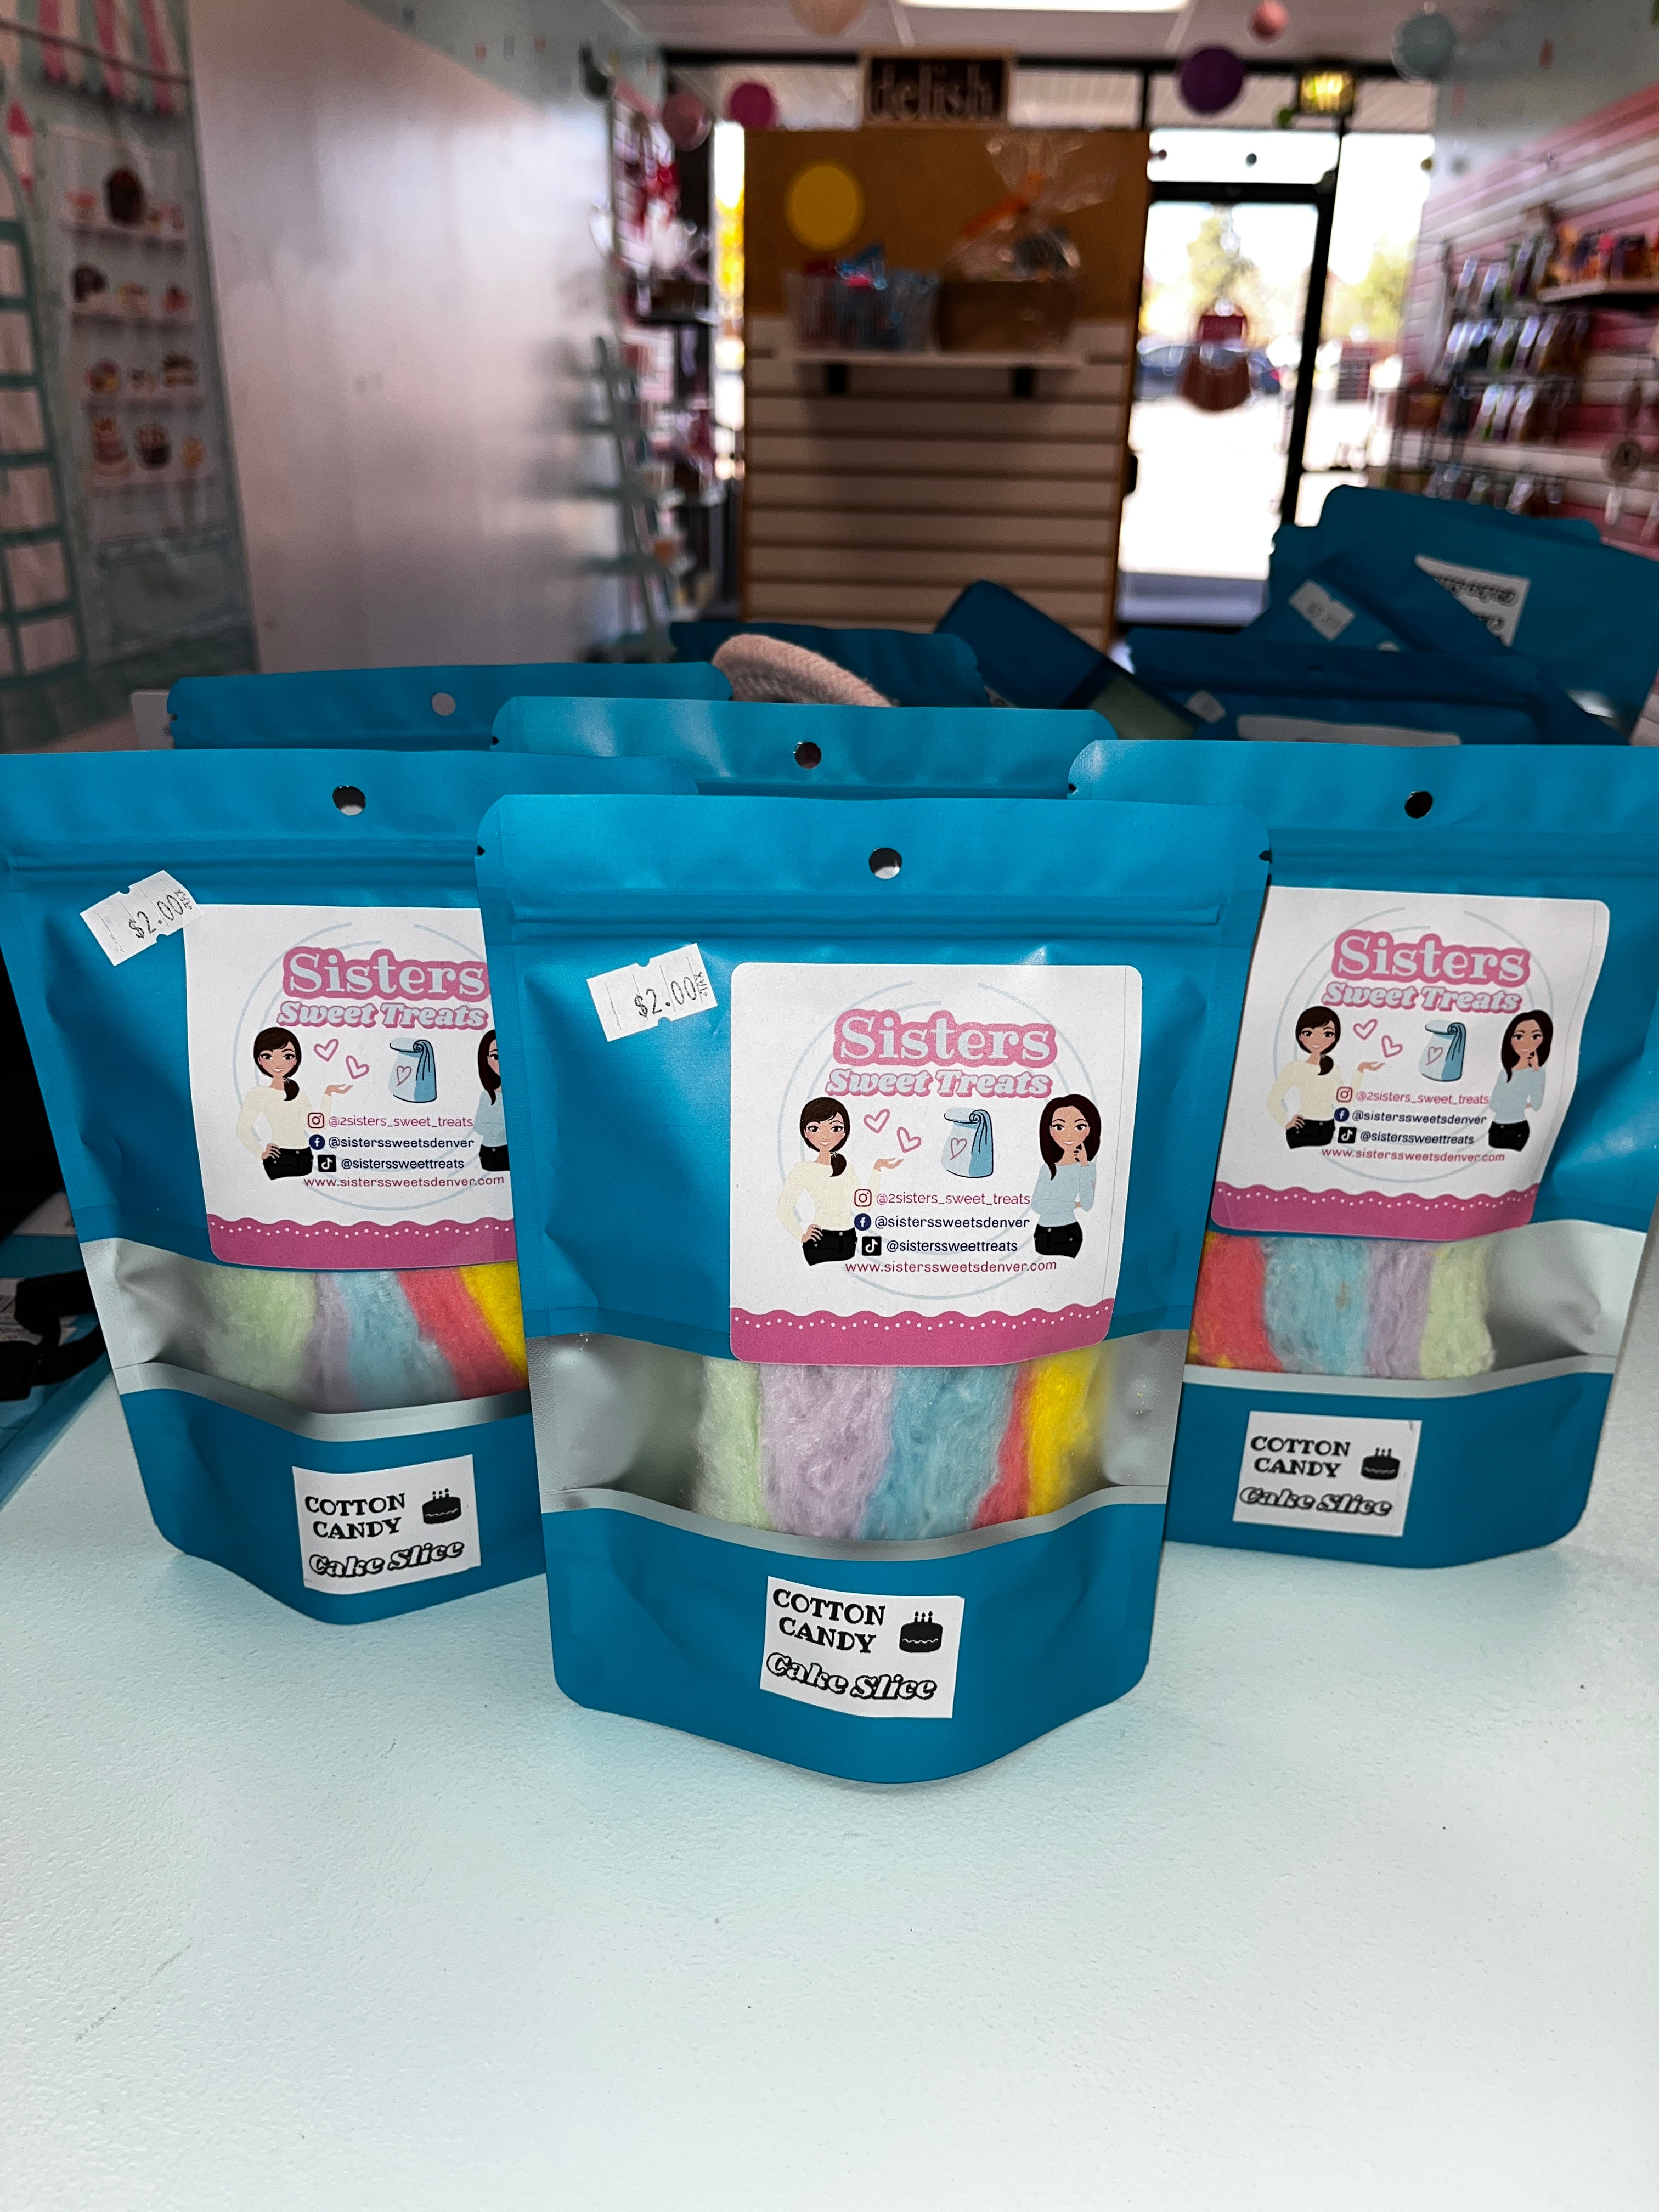 delish
$2.00
+TAX
Sisters
Sweet Treats
@2sisters_sweet_treats
@sisterssweetsdenver
@sisterssweettreats
www.sisterssweetsdenver.com
COTTON
CANDY
Cake Slice
$2.00
+TAX
Sisters
Sweet Treats
@2sisters_sweet_treats
@sisterssweetsdenver
@sisterssweettreats
www.sisterssweetsdenver.com
COTTON
CANDY
Cake Slice
Sisters
Sweet Treats
@2sisters_sweet_treats
@sisterssweetsdenver
@sisterssweettreats
www.sisterssweetsdenver.com
COTTON
CANDY
Cake Slice